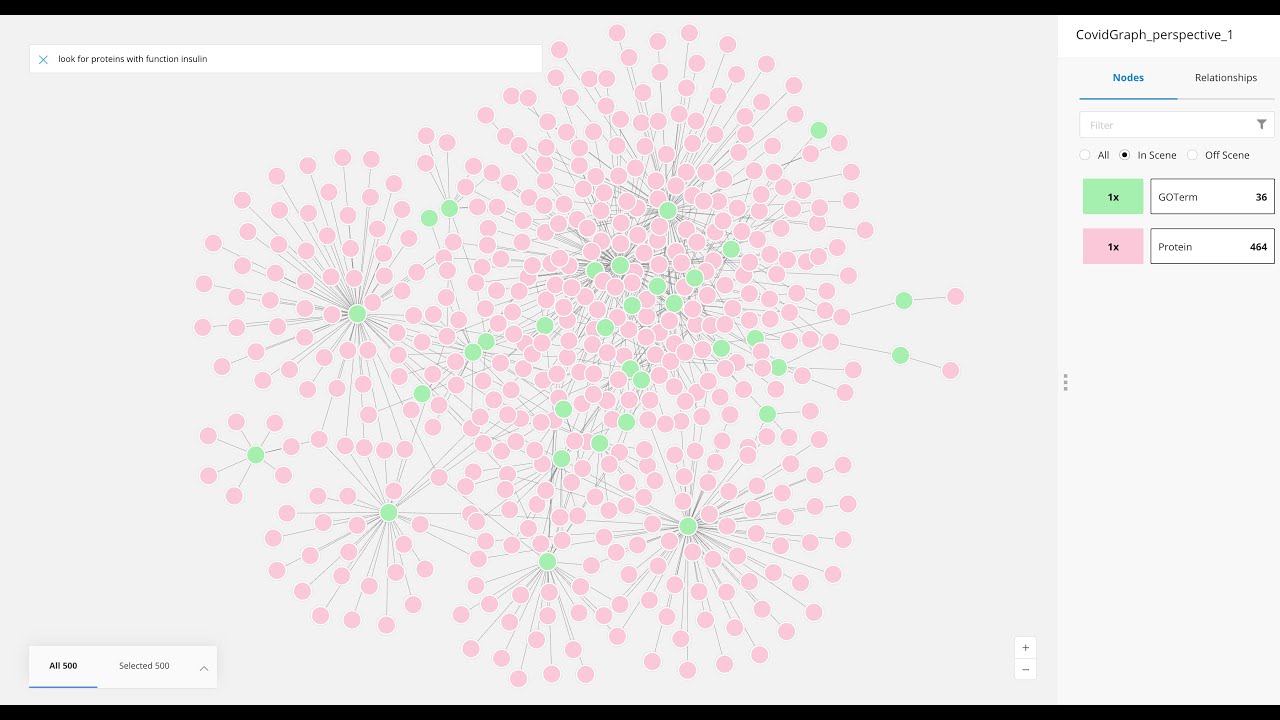 look for proteins with function insulin
CovidGraph_perspective_1
Nodes Relationships
Filter
All In Scene Off Scene
1x GOTerm 36
1x Protein 464
All 500 Selected 500
+
−